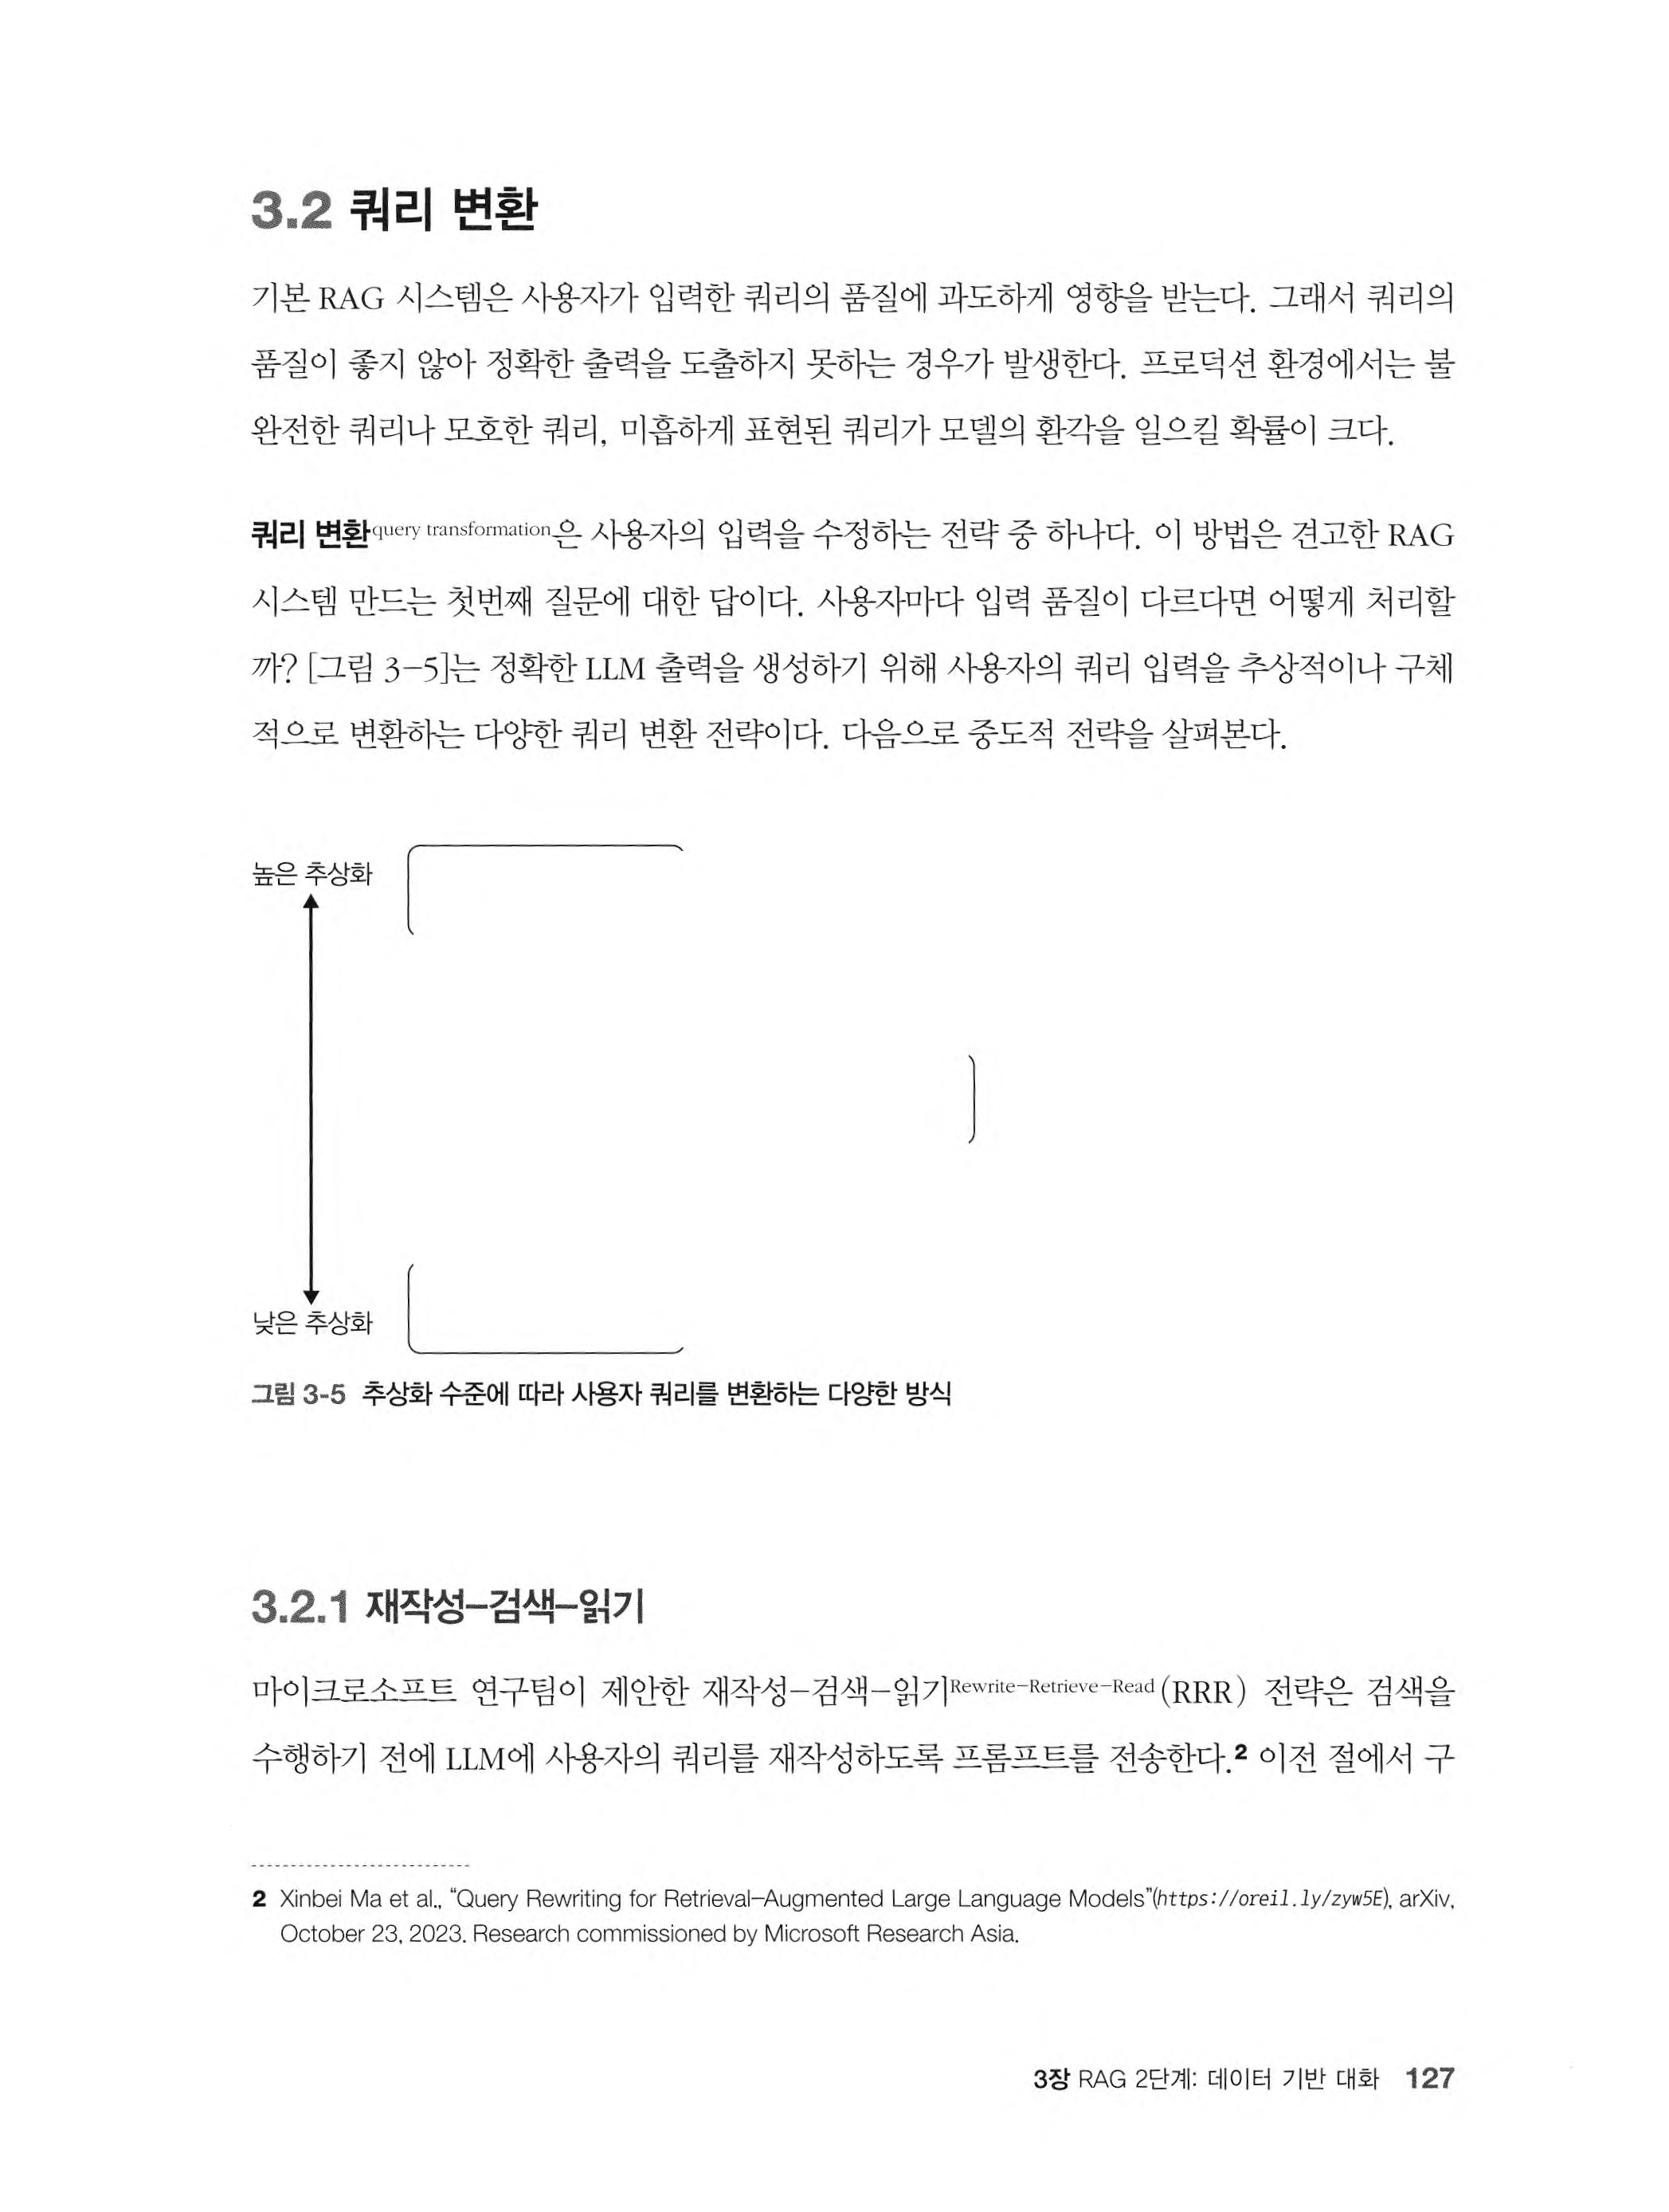 3.2 쿼리 변환
기본 RAG 시스템은 사용자가 입력한 쿼리의 품질에 과도하게 영향을 받는다. 그래서 쿼리의
품질이 좋지 않아 정확한 출력을 도출하지 못하는 경우가 발생한다. 프로덕션 환경에서는 불
완전한 쿼리나 모호한 쿼리, 미흡하게 표현된 쿼리가 모델의 환각을 일으킬 확률이 크다.
쿼리 변환query transformation은 사용자의 입력을 수정하는 전략 중 하나다. 이 방법은 견고한 RAG
시스템 만드는 첫번째 질문에 대한 답이다. 사용자마다 입력 품질이 다르다면 어떻게 처리할
까? [그림 3-5]는 정확한 LLM 출력을 생성하기 위해 사용자의 쿼리 입력을 추상적이나 구체
적으로 변환하는 다양한 쿼리 변환 전략이다. 다음으로 중도적 전략을 살펴본다.
높은 추상화
낮은 추상화
그림 3-5 추상화 수준에 따라 사용자 쿼리를 변환하는 다양한 방식
3.2.1 재작성-검색-읽기
마이크로소프트 연구팀이 제안한 재작성-검색-읽기Rewrite-Retrieve-Read(RRR) 전략은 검색을
수행하기 전에 LLM에 사용자의 쿼리를 재작성하도록 프롬프트를 전송한다.2 이전 절에서 구
2 Xinbei Ma et al., “Query Rewriting for Retrieval-Augmented Large Language Models”(https://oreil.ly/zyw5E), arXiv,
October 23, 2023. Research commissioned by Microsoft Research Asia.
3장 RAG 2단계: 데이터 기반 대화 127